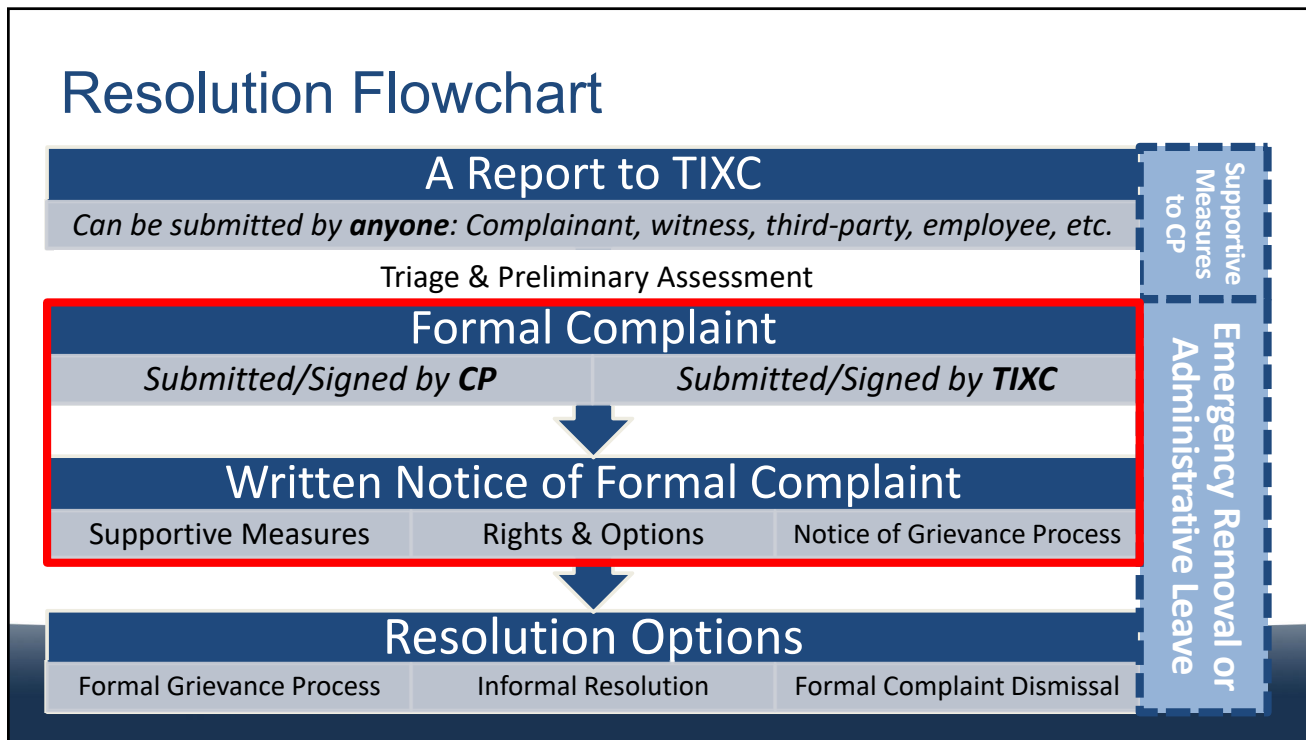 Resolution Flowchart
A Report to TIXC
Can be submitted by anyone: Complainant, witness, third-party, employee, etc.
Triage & Preliminary Assessment
Formal Complaint
Submitted/Signed by CP
Submitted/Signed by TIXC
Written Notice of Formal Complaint
Supportive Measures
Rights & Options
Notice of Grievance Process
Resolution Options
Formal Grievance Process
Informal Resolution
Formal Complaint Dismissal
Supportive
Measures
to CP
Emergency Removal or
Administrative Leave